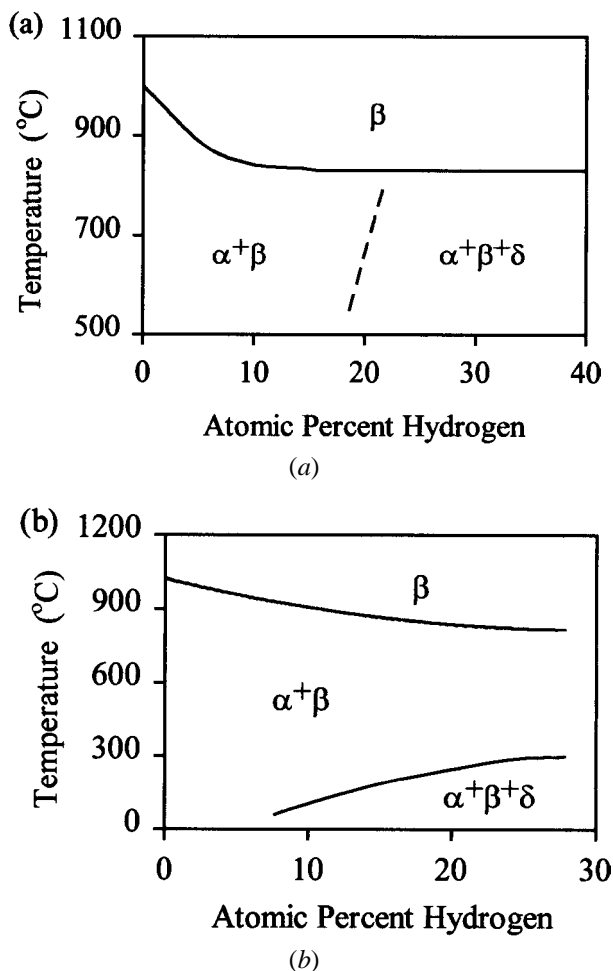 (a)
1100
900
700
500
Temperature (°C)
β
α+β
α+β+δ
0 10 20 30 40
Atomic Percent Hydrogen
(a)
(b)
1200
900
600
300
0
Temperature (°C)
β
α+β
α+β+δ
0 10 20 30
Atomic Percent Hydrogen
(b)